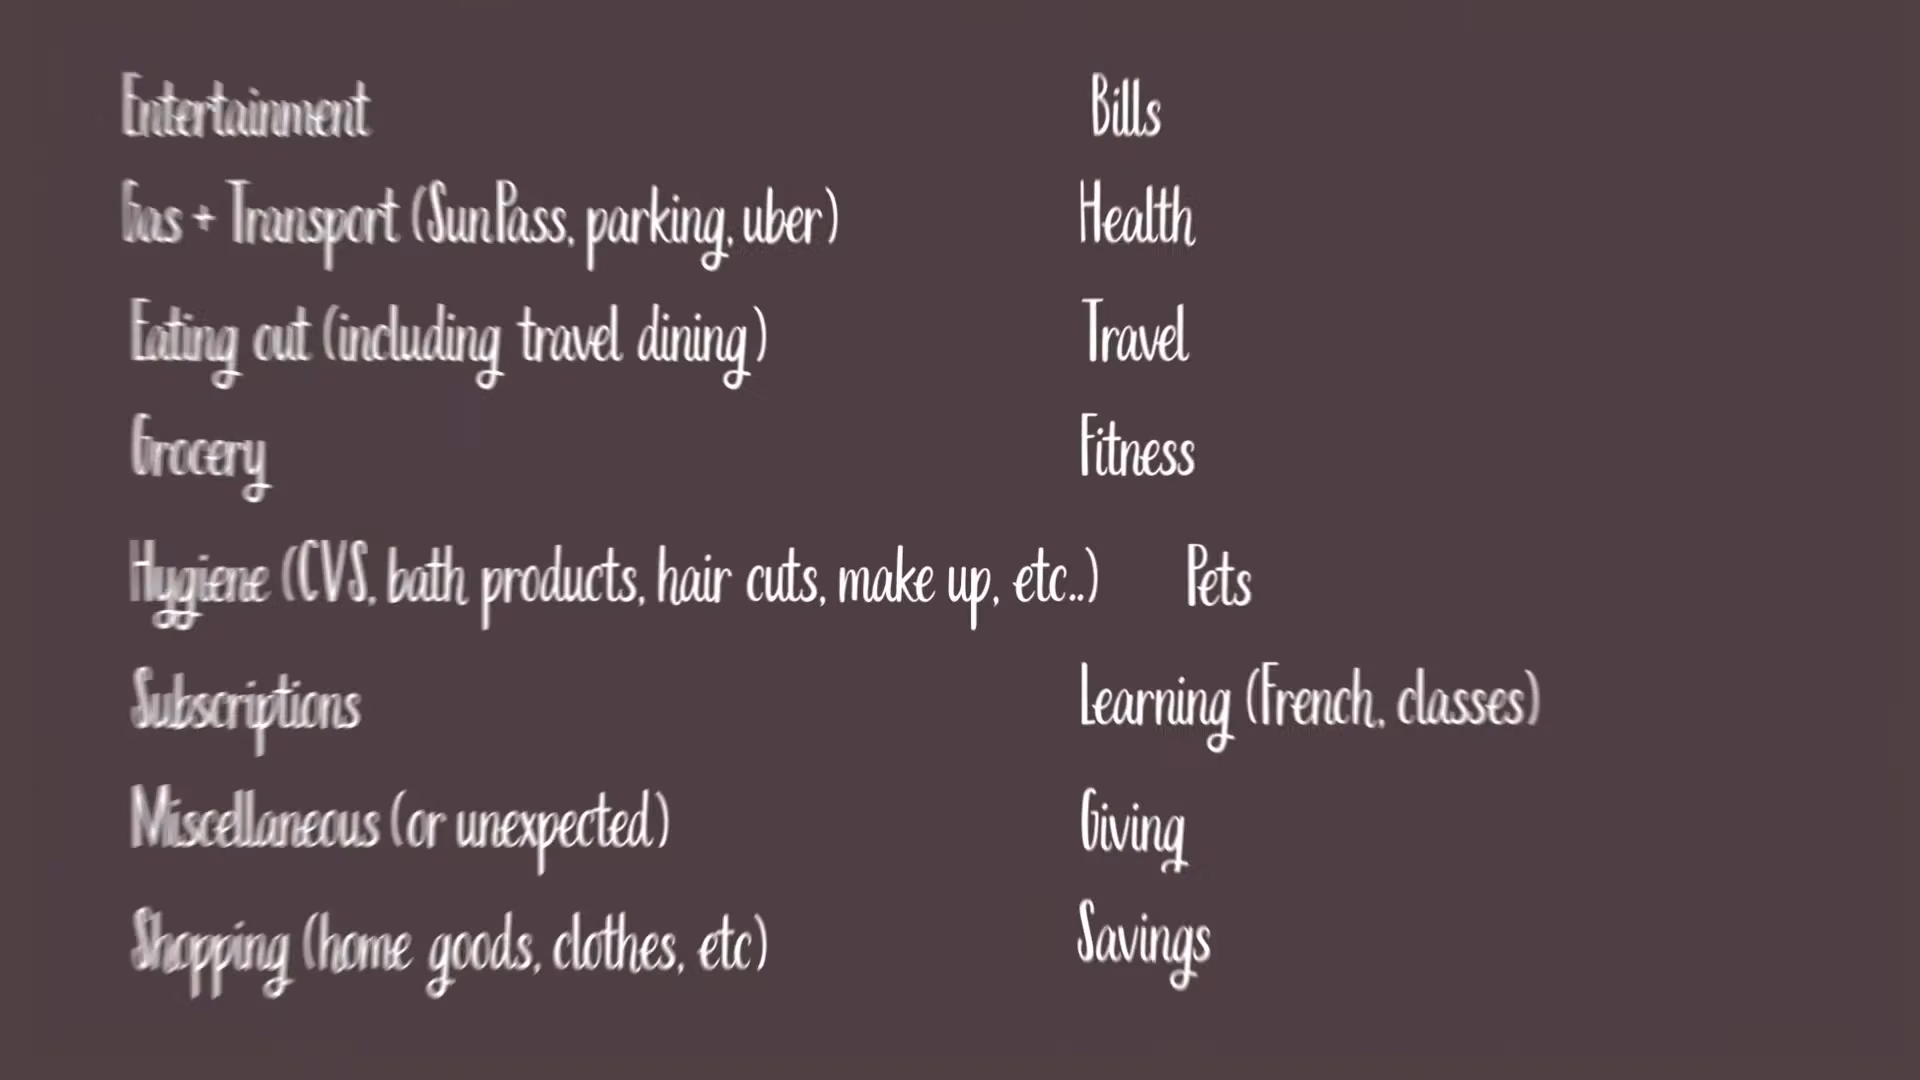 Entertainment
Gas + Transport (SunPass, parking, uber)
Eating out (including travel dining)
Grocery
Hygiene (CVS, bath products, hair cuts, make up, etc..)
Subscriptions
Miscellaneous (or unexpected)
Shopping (home goods, clothes, etc)
Bills
Health
Travel
Fitness
Pets
Learning (French, classes)
Giving
Savings